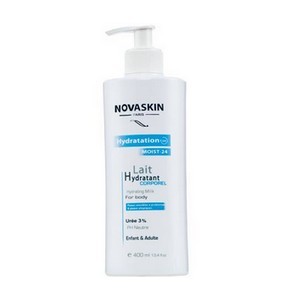 NOVASKIN
PARIS
Hydratation
MOIST 24
Lait
Hydratant
CORPOREL
Hydrating Milk
For body
Urée 3%
PH Neutre
Enfant & Adulte
e 400 ml